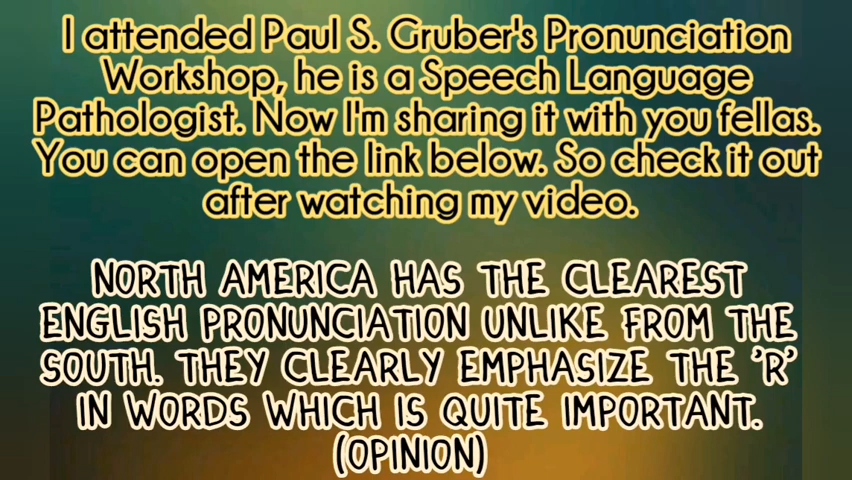 I attended Paul S. Gruber's Pronunciation
Workshop, he is a Speech Language
Pathologist. Now I'm sharing it with you fellas.
You can open the link below. So check it out
after watching my video.
NORTH AMERICA HAS THE CLEAREST
ENGLISH PRONUNCIATION UNLIKE FROM THE
SOUTH. THEY CLEARLY EMPHASIZE THE 'R'
IN WORDS WHICH IS QUITE IMPORTANT.
(OPINION)